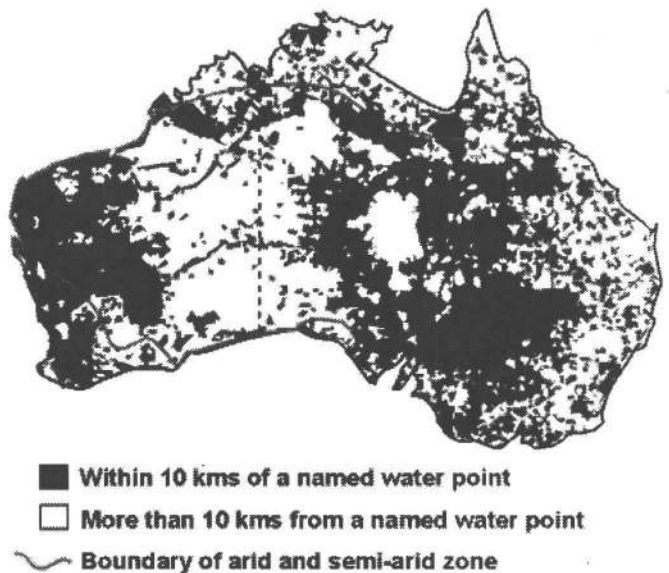 Within 10 kms of a named water point
More than 10 kms from a named water point
Boundary of arid and semi-arid zone